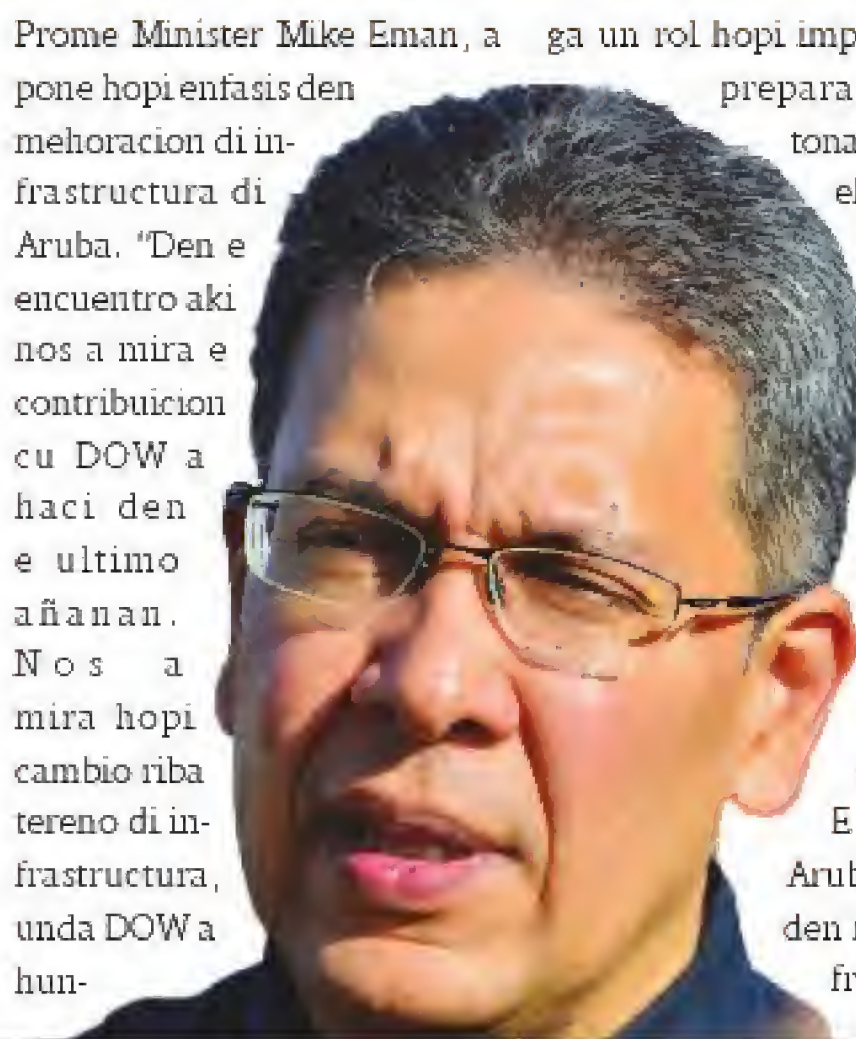 Prome Minister Mike Eman, a
pone hopi enfasis den
mehoracion di in-
frastructura di
Aruba. "Den e
encuentro aki
nos a mira e
contribuicion
cu DOW a
haci den
e ultimo
añanan.
Nos a
mira hopi
cambio riba
tereno di in-
frastructura,
unda DOW a
hun-
ga un rol hopi imp
prepara
tona
el
E
Arub
den
fr